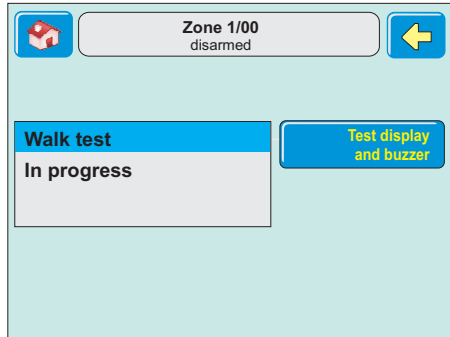 Zone 1/00
disarmed
Walk test
In progress
Test display
and buzzer